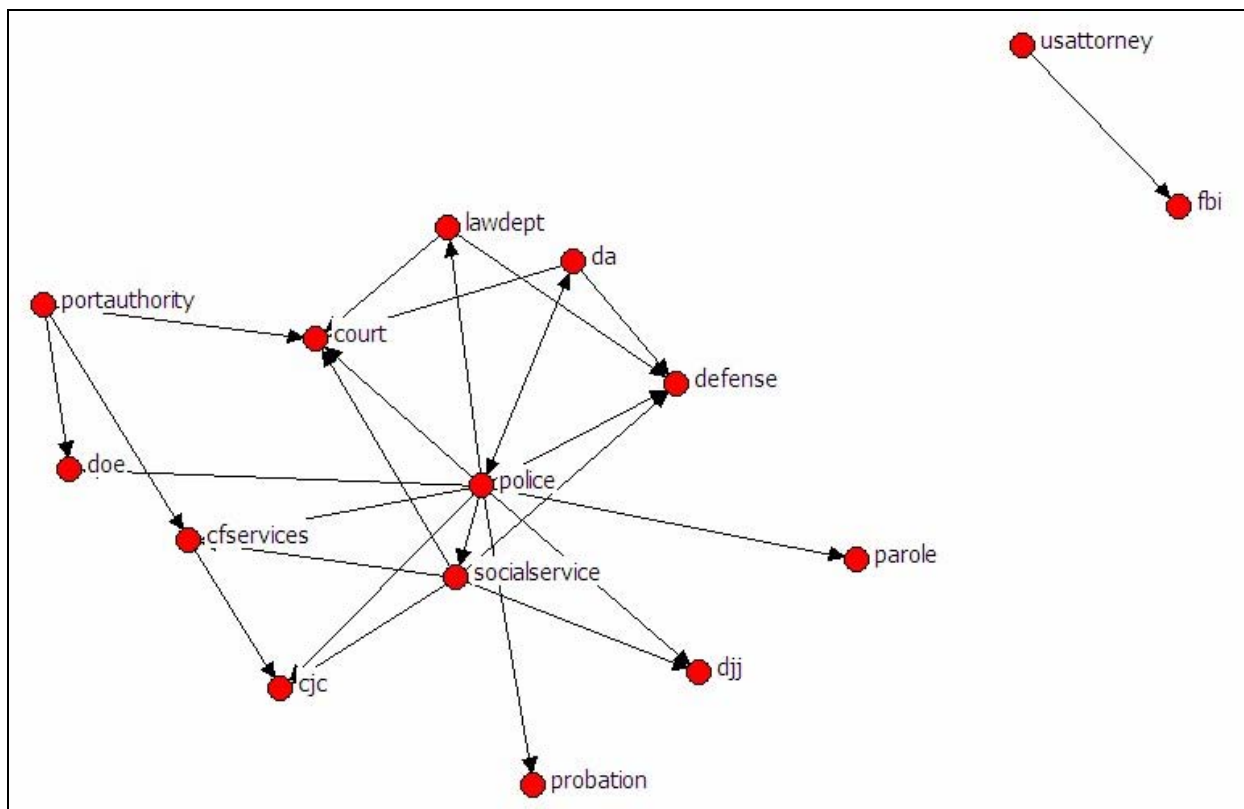 usattorney
fbi
lawdept
da
portauthority
court
defense
doe
police
cfservices
parole
socialservice
djj
cjc
probation